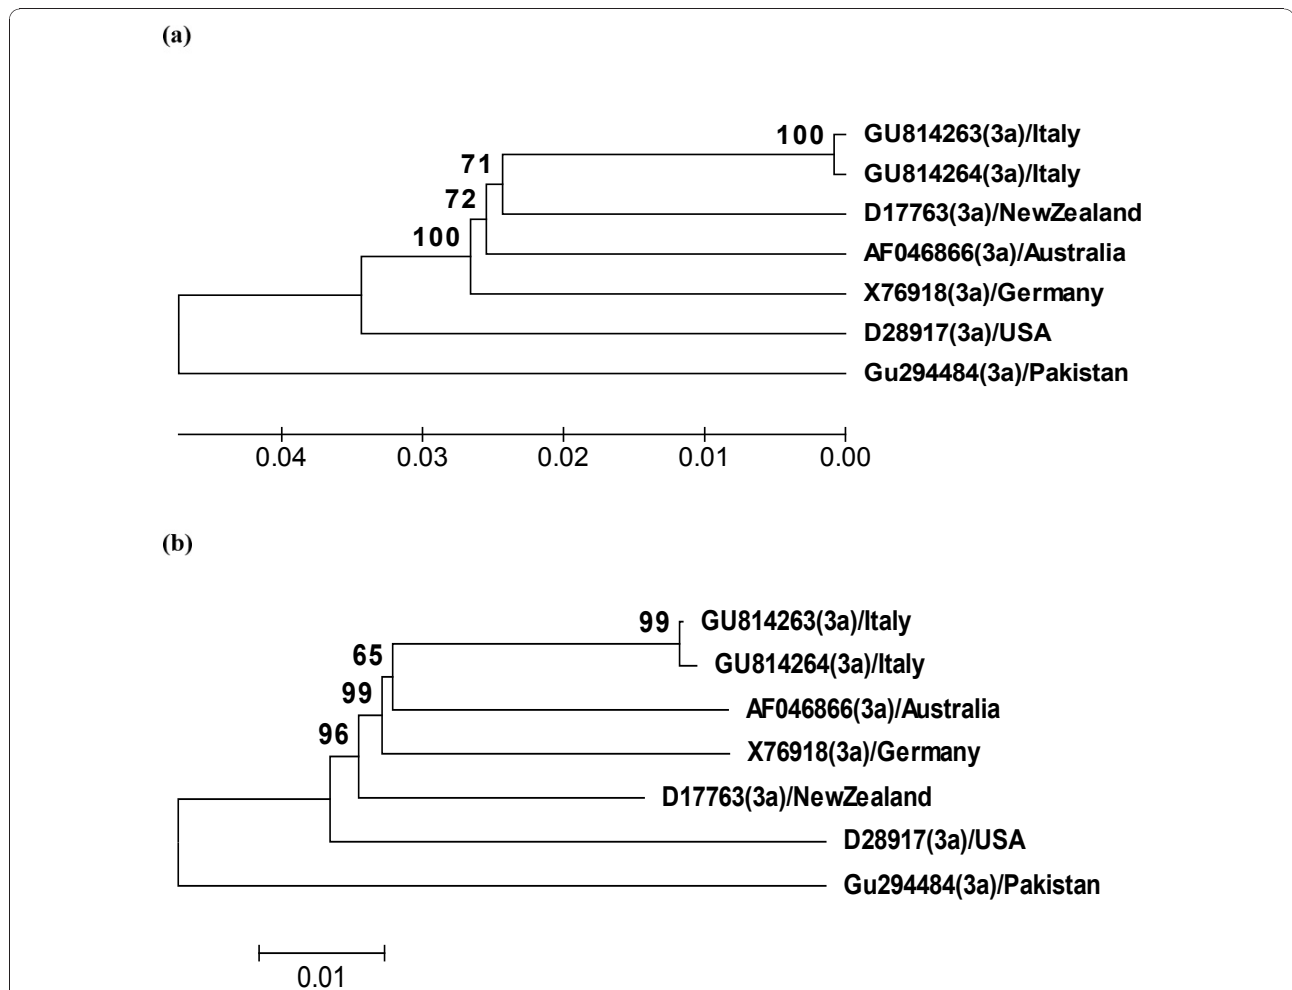 (a)
100
GU814263(3a)/Italy
71
GU814264(3a)/Italy
72
D17763(3a)/NewZealand
100
AF046866(3a)/Australia
X76918(3a)/Germany
D28917(3a)/USA
Gu294484(3a)/Pakistan
0.04 0.03 0.02 0.01 0.00
(b)
99
GU814263(3a)/Italy
65
GU814264(3a)/Italy
99
AF046866(3a)/Australia
96
X76918(3a)/Germany
D17763(3a)/NewZealand
D28917(3a)/USA
Gu294484(3a)/Pakistan
0.01